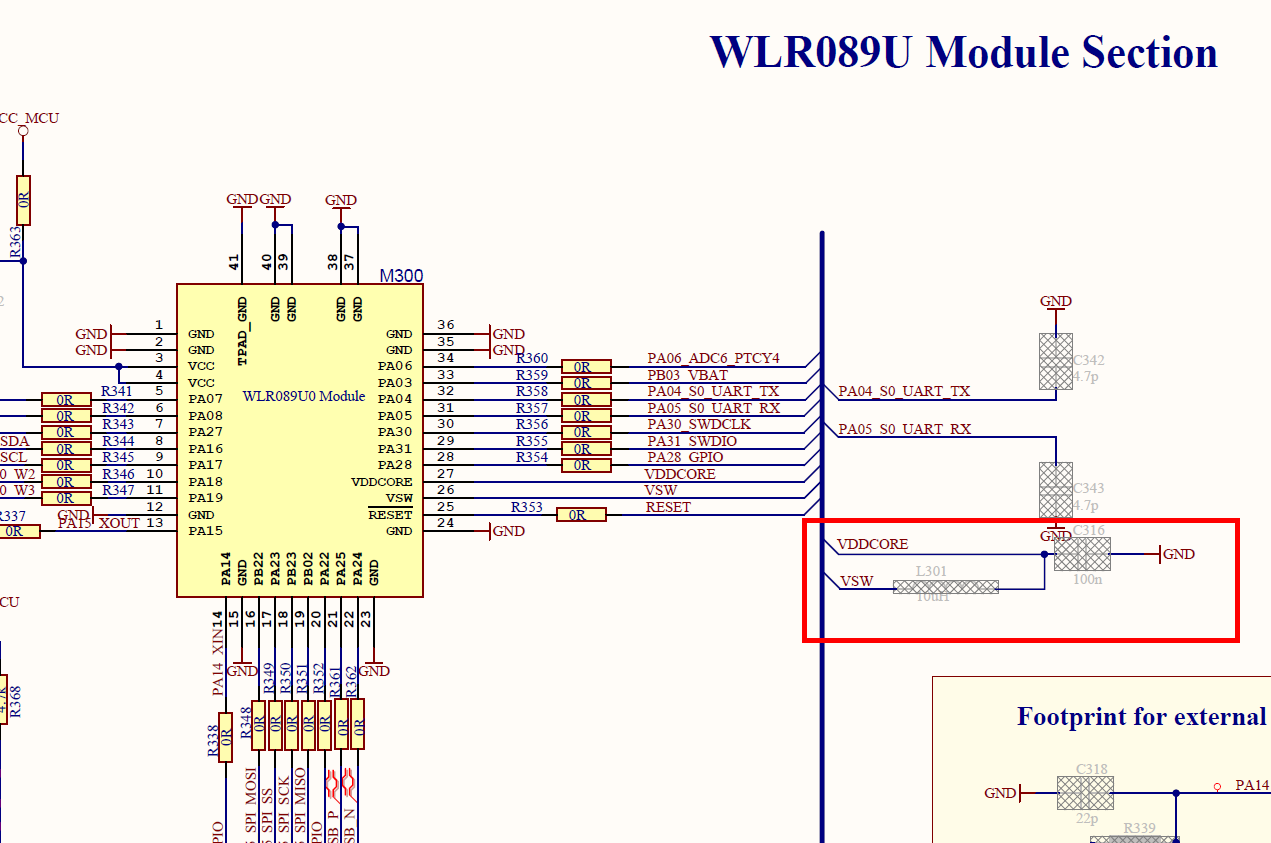 WLR089U Module Section
CC_MCU
0R
R363
GND GND GND
41 40 39 38 37
M300
TPAD_GND GND GND GND GND
WLR089U0 Module
GND 1 GND
GND 2 GND
3 VCC
4 VCC
0R R341 5 PA07
0R R342 6 PA08
0R R343 7 PA27
SDA 0R R344 8 PA16
SCL 0R R345 9 PA17
0_W2 0R R346 10 PA18
0_W3 0R R347 11 PA19
GND 12 GND
R337 0R PA15_XOUT 13 PA15
GND 36 GND
GND 35 GND
PA06 34 R360 0R PA06_ADC6_PTCY4
PA03 33 R359 0R PB03_VBAT
PA04 32 R358 0R PA04_S0_UART_TX
PA05 31 R357 0R PA05_S0_UART_RX
PA30 30 R356 0R PA30_SWDCLK
PA31 29 R355 0R PA31_SWDIO
PA28 28 R354 0R PA28_GPIO
VDDCORE 27 VDDCORE
VSW 26 VSW
RESET 25 R353 0R RESET
GND 24 GND
PA14 GND PB22 PA23 PB23 PB02 PA22 PA25 PA24 GND
14 15 16 17 18 19 20 21 22 23
PA14_XIN
GND
R349 R350 R351 R352 R361 R362
GND
R338 0R
R348 0R 0R 0R 0R 0R 0R 0R
PIO
SPI_MOSI
SPI_SS
SPI_SCK
SPI_MISO
PIO
SB_P
SB_N
CU
4.7k
R368
GND
C342
4.7p
PA04_S0_UART_TX
PA05_S0_UART_RX
C343
4.7p
GND
C316
VDDCORE
GND
100n
VSW
L301
10uH
Footprint for external
C318
GND
22p
PA14
R339